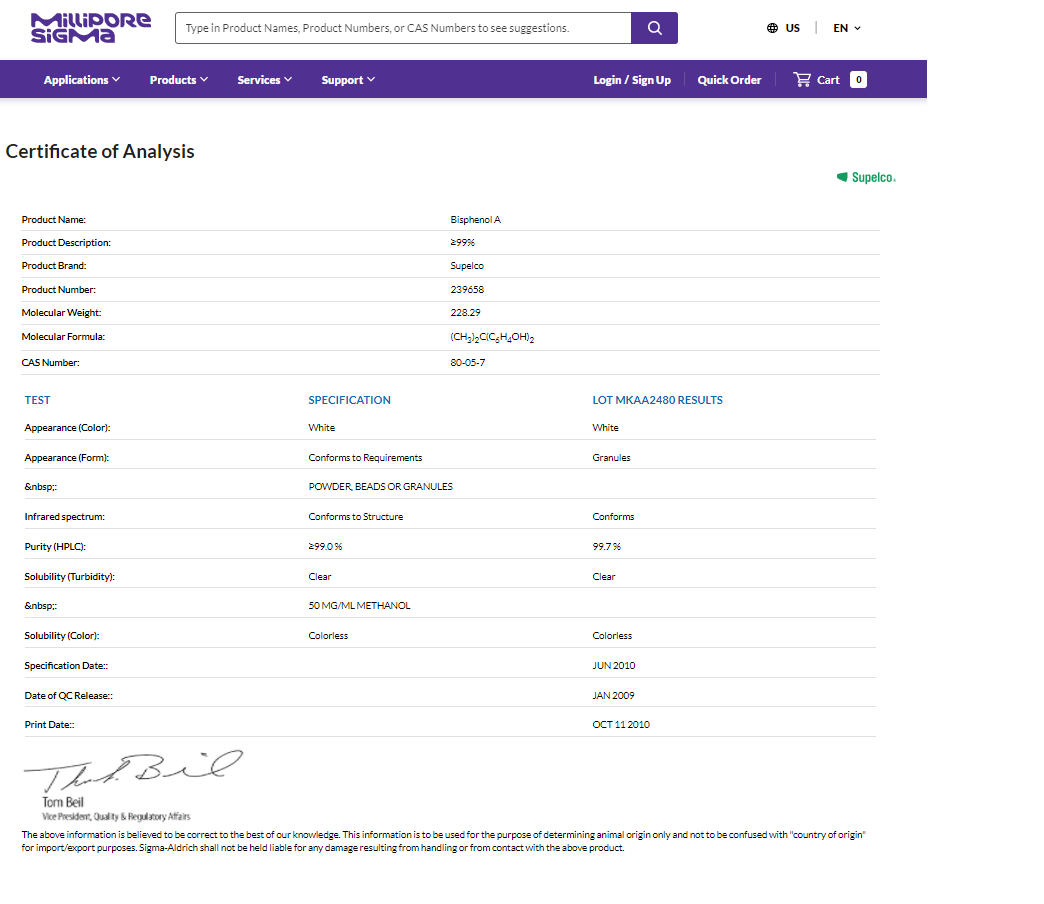 MilliporeSigma
Type in Product Names, Product Numbers, or CAS Numbers to see suggestions.
US | EN
Applications Products Services Support Login / Sign Up Quick Order Cart 0
Certificate of Analysis
Supelco.
Product Name: Bisphenol A
Product Description: ≥99%
Product Brand: Supelco
Product Number: 239658
Molecular Weight: 228.29
Molecular Formula: (CH₃)₂C(C₆H₄OH)₂
CAS Number: 80-05-7
TEST SPECIFICATION LOT MKAA2480 RESULTS
Appearance (Color): White White
Appearance (Form): Conforms to Requirements Granules
&nbsp;: POWDER, BEADS OR GRANULES
Infrared spectrum: Conforms to Structure Conforms
Purity (HPLC): ≥99.0 % 99.7 %
Solubility (Turbidity): Clear Clear
&nbsp;: 50 MG/ML METHANOL
Solubility (Color): Colorless Colorless
Specification Date:: JUN 2010
Date of QC Release:: JAN 2009
Print Date:: OCT 11 2010
Tom Beil
Vice President, Quality & Regulatory Affairs
The above information is believed to be correct to the best of our knowledge. This information is to be used for the purpose of determining animal origin only and not to be confused with "country of origin"
for import/export purposes. Sigma-Aldrich shall not be held liable for any damage resulting from handling or from contact with the above product.